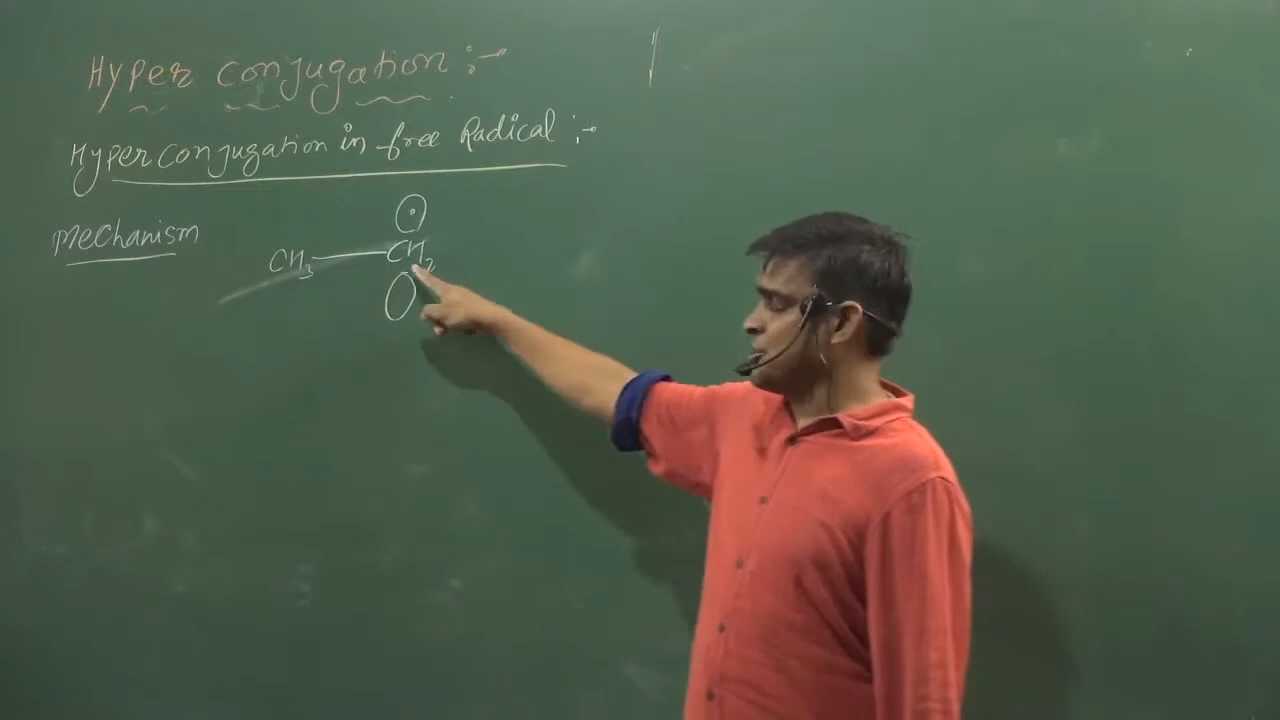 Hyper conjugation :-
Hyper conjugation in free Radical :-
Mechanism
CH3 — CH2